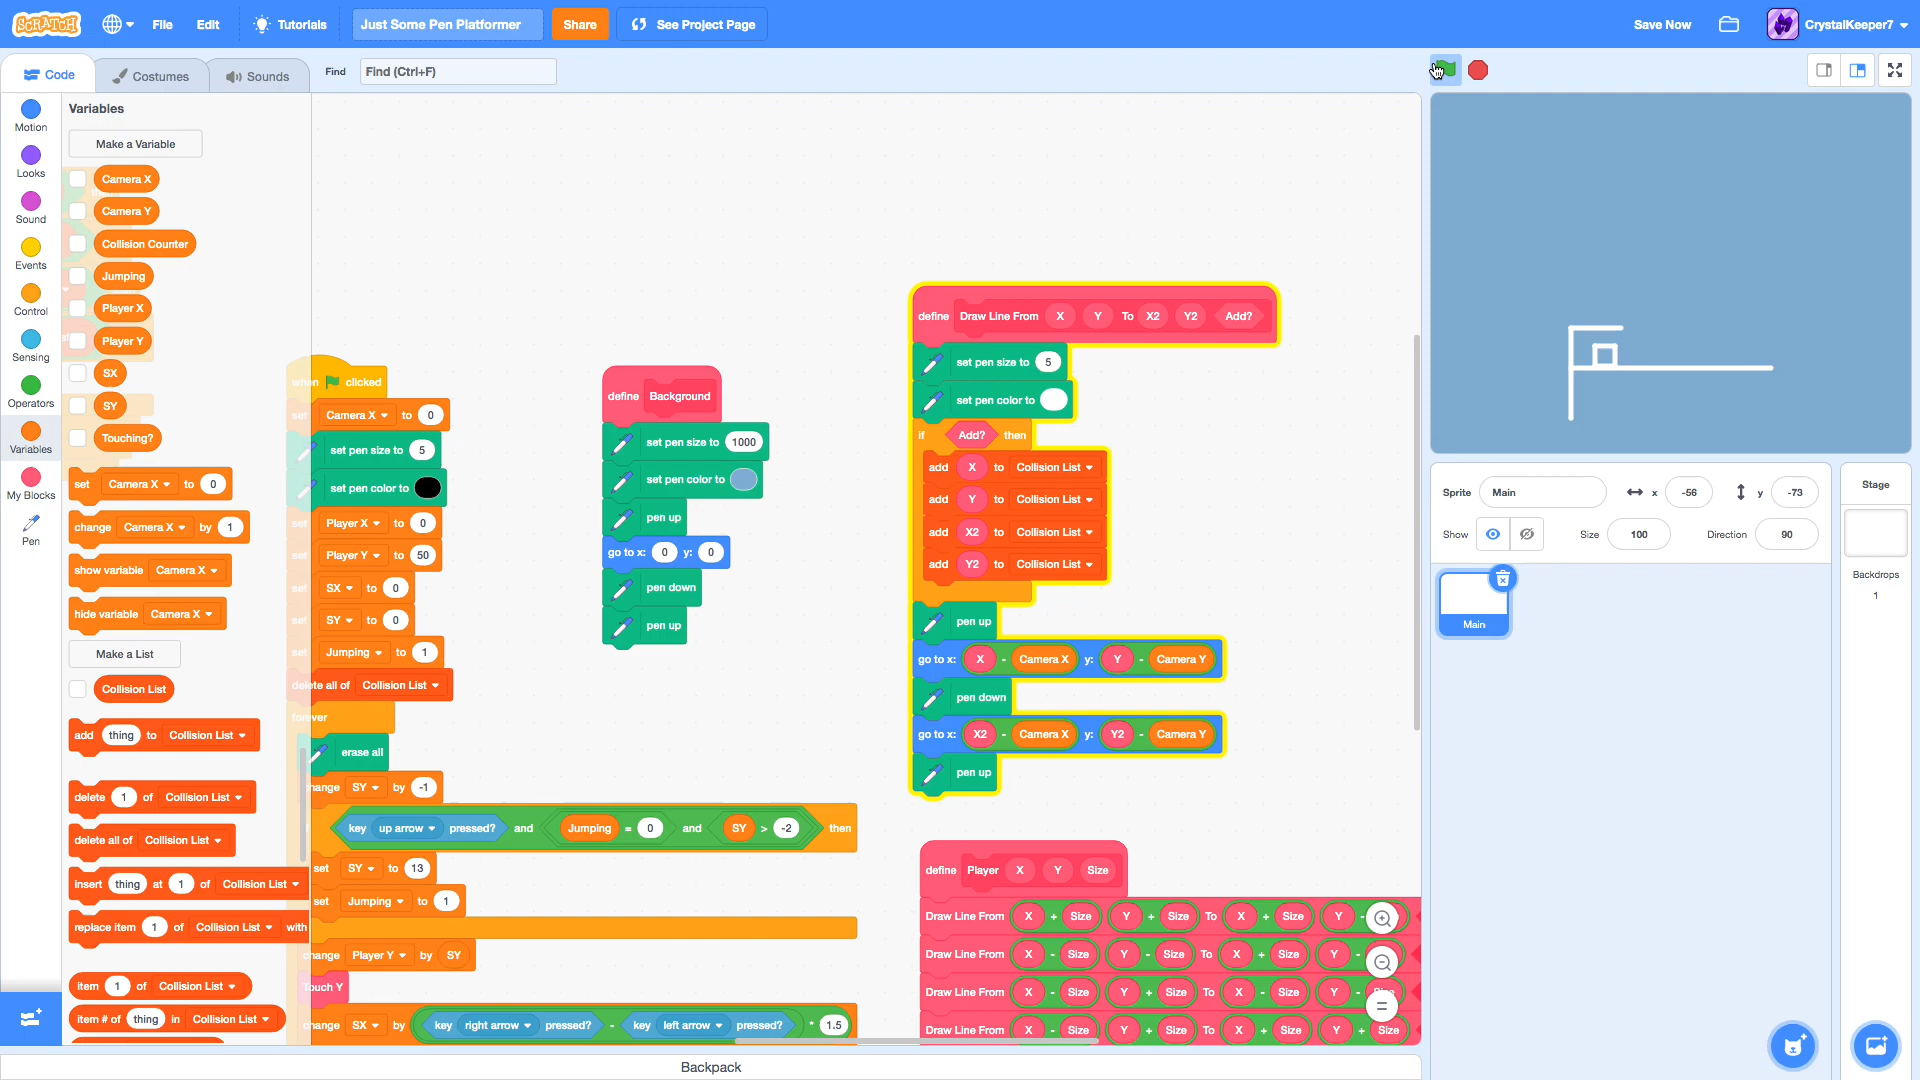 SCRATCH
File
Edit
Tutorials
Just Some Pen Platformer
Share
See Project Page
Save Now
CrystalKeeper7
Code
Costumes
Sounds
Find
Find (Ctrl+F)
Motion
Looks
Sound
Events
Control
Sensing
Operators
Variables
My Blocks
Pen
Variables
Make a Variable
Camera X
Camera Y
Collision Counter
Jumping
Player X
Player Y
SX
SY
Touching?
set Camera X to 0
change Camera X by 1
show variable Camera X
hide variable Camera X
Make a List
Collision List
add thing to Collision List
delete 1 of Collision List
delete all of Collision List
insert thing at 1 of Collision List
replace item 1 of Collision List with
item 1 of Collision List
item # of thing in Collision List
when clicked
set Camera X to 0
set pen size to 5
set pen color to
set Player X to 0
set Player Y to 50
set SX to 0
set SY to 0
set Jumping to 1
delete all of Collision List
forever
erase all
change SY by -1
key up arrow pressed? and Jumping = 0 and SY > -2 then
set SY to 13
set Jumping to 1
change Player Y by SY
Touch Y
change SX by key right arrow pressed? - key left arrow pressed? * 1.5
define Background
set pen size to 1000
set pen color to
pen up
go to x: 0 y: 0
pen down
pen up
define Draw Line From X Y To X2 Y2 Add?
set pen size to 5
set pen color to
if Add? then
add X to Collision List
add Y to Collision List
add X2 to Collision List
add Y2 to Collision List
pen up
go to x: X - Camera X y: Y - Camera Y
pen down
go to x: X2 - Camera X y: Y2 - Camera Y
pen up
define Player X Y Size
Draw Line From X + Size Y + Size To X + Size Y -
Draw Line From X - Size Y - Size To X + Size Y -
Draw Line From X - Size Y + Size To X - Size Y -
Draw Line From X - Size Y + Size To X + Size Y + Size
Sprite Main x -56 y -73
Show Size 100 Direction 90
Main
Stage
Backdrops
1
Backpack